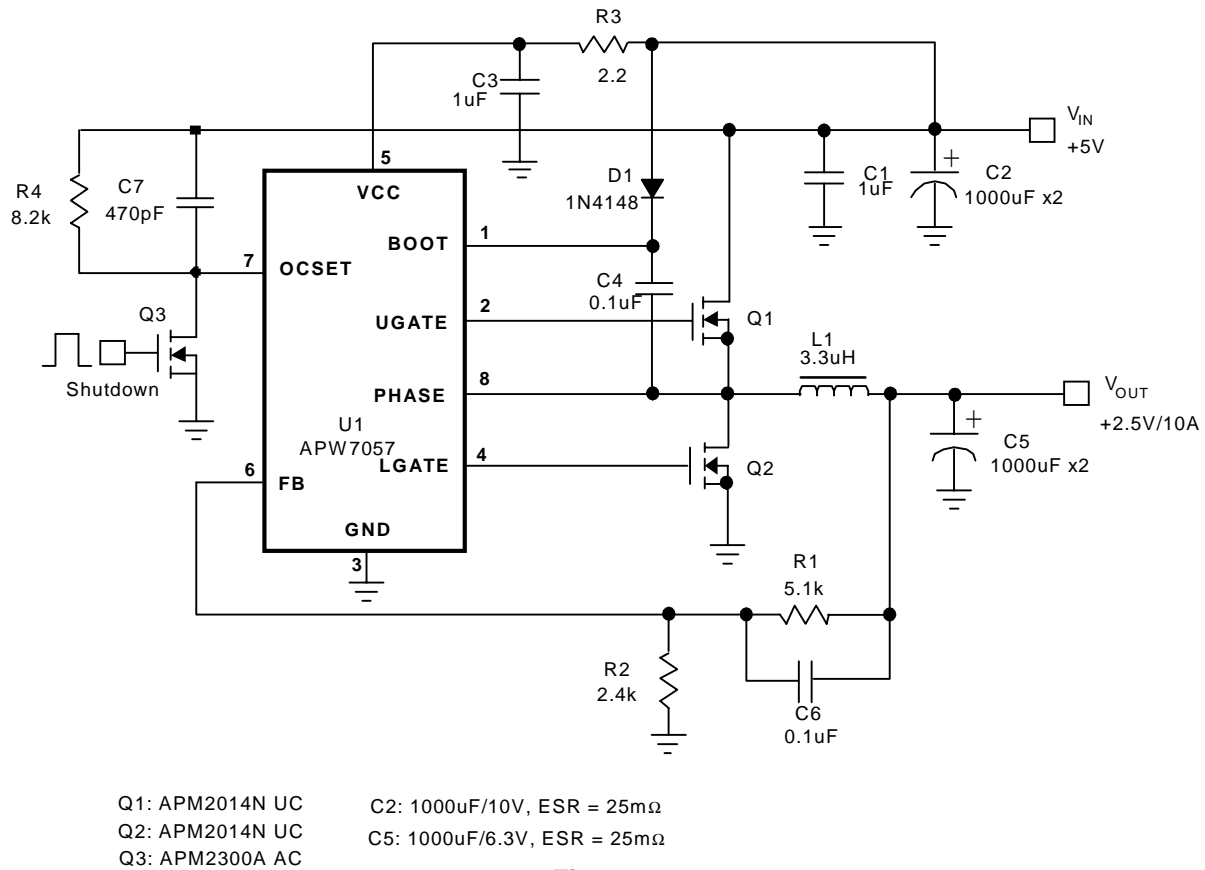 R3
2.2
C3
1uF
VIN
+5V
5
VCC
R4
8.2k
C7
470pF
D1
1N4148
C1
1uF
C2
1000uF x2
1
BOOT
7
OCSET
C4
0.1uF
2
UGATE
Q3
Q1
L1
3.3uH
Shutdown
8
PHASE
VOUT
+2.5V/10A
U1
APW7057
4
LGATE
Q2
C5
1000uF x2
6
FB
GND
3
R1
5.1k
R2
2.4k
C6
0.1uF
Q1: APM2014N UC
C2: 1000uF/10V, ESR = 25mΩ
Q2: APM2014N UC
C5: 1000uF/6.3V, ESR = 25mΩ
Q3: APM2300A AC